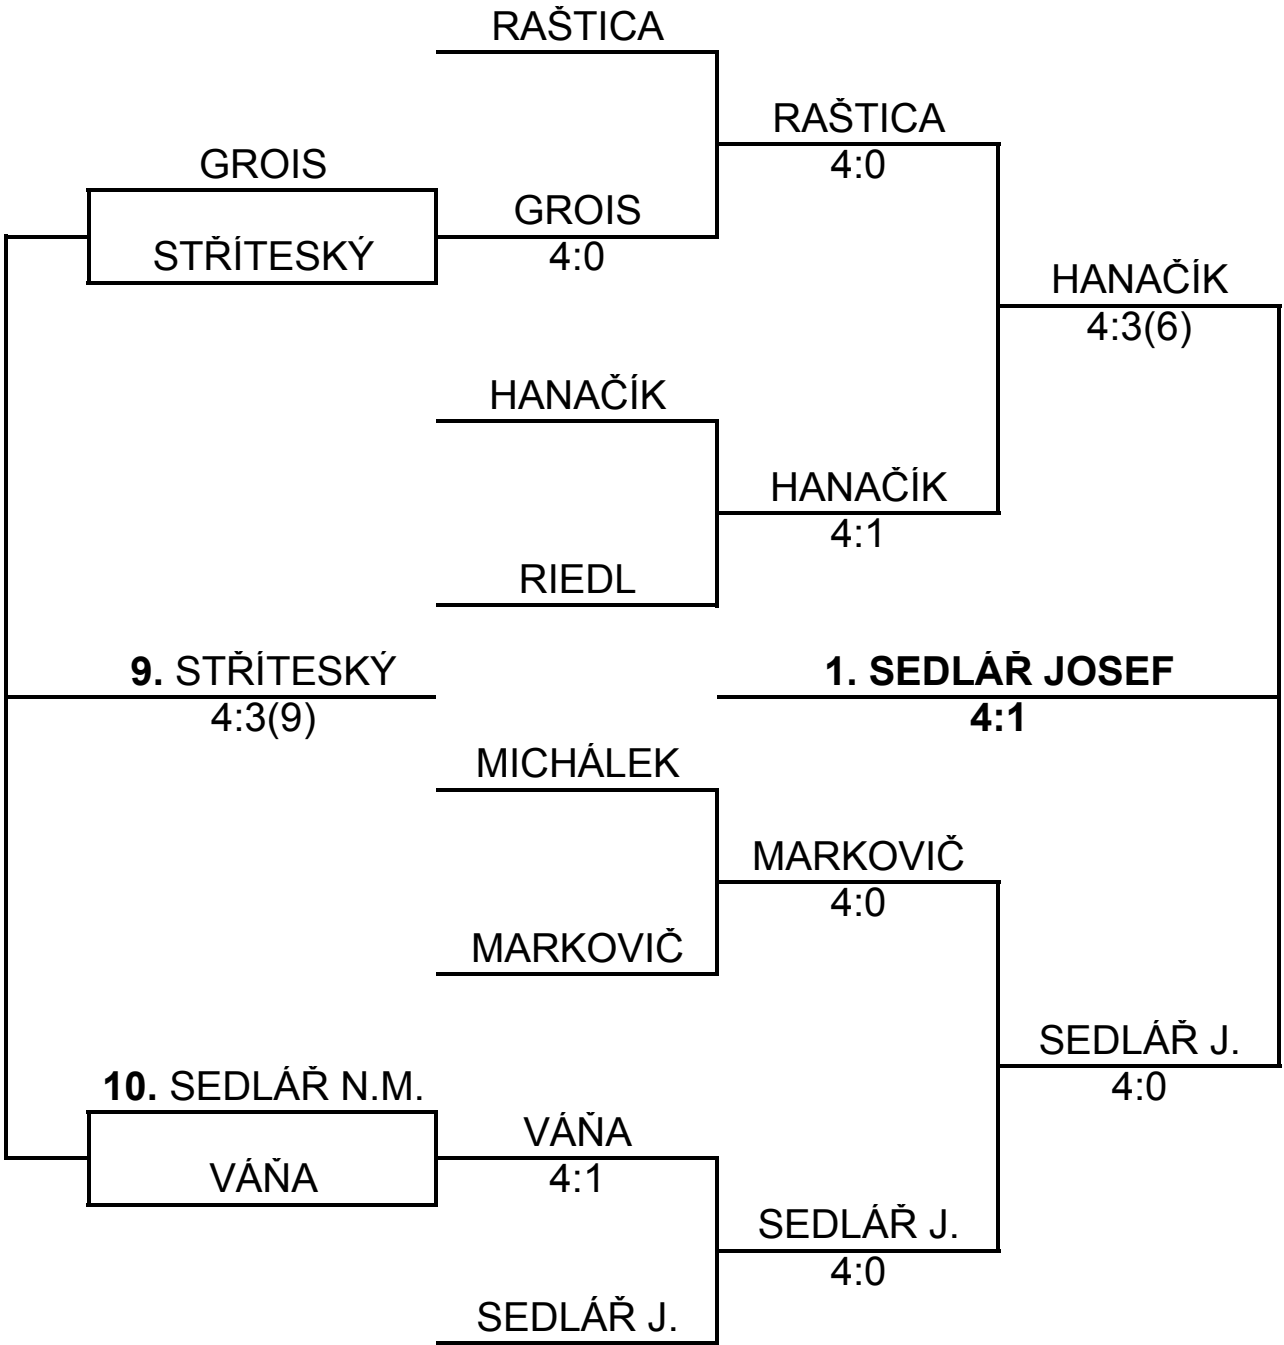 RAŠTICA
RAŠTICA
4:0
GROIS
GROIS
4:0
STŘÍTESKÝ
HANAČÍK
4:3(6)
HANAČÍK
HANAČÍK
4:1
RIEDL
9. STŘÍTESKÝ
4:3(9)
1. SEDLÁŘ JOSEF
4:1
MICHÁLEK
MARKOVIČ
4:0
MARKOVIČ
SEDLÁŘ J.
4:0
10. SEDLÁŘ N.M.
VÁŇA
4:1
VÁŇA
SEDLÁŘ J.
4:0
SEDLÁŘ J.